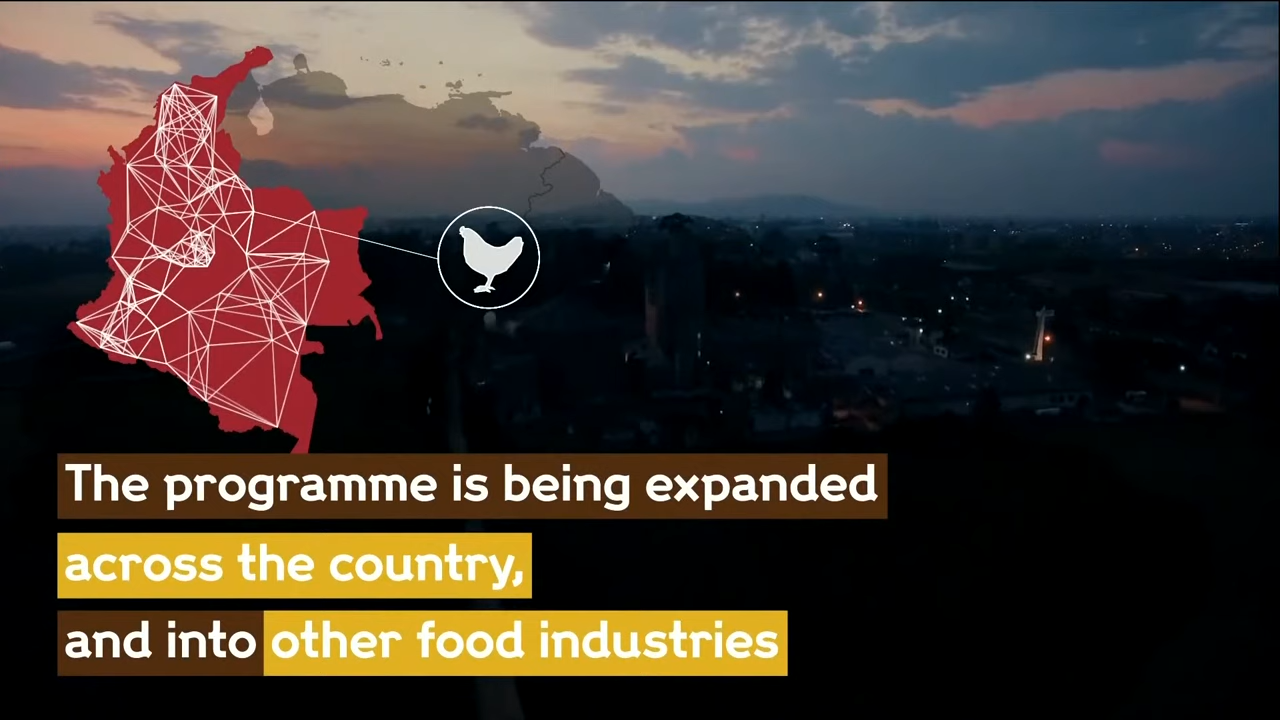 The programme is being expanded
across the country,
and into other food industries